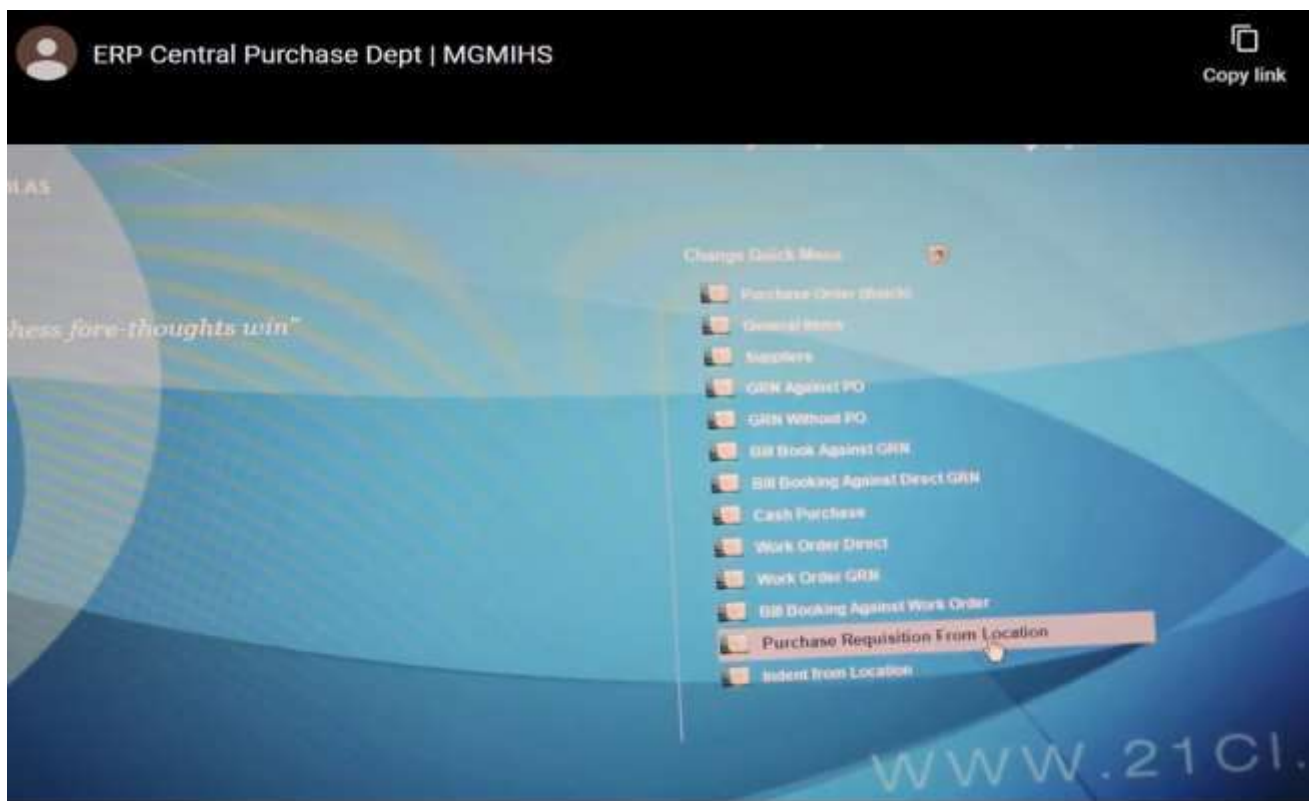 ERP Central Purchase Dept | MGMIHS
Copy link
Change Quick Menu
Purchase Order
General Items
Suppliers
GRN Against PO
GRN Without PO
Bill Book Against GRN
Bill Booking Against Direct GRN
Cash Purchase
Work Order Direct
Work Order GRN
Bill Booking Against Work Order
Purchase Requisition From Location
Indent from Location
fore-thoughts win"
WWW.21CI.